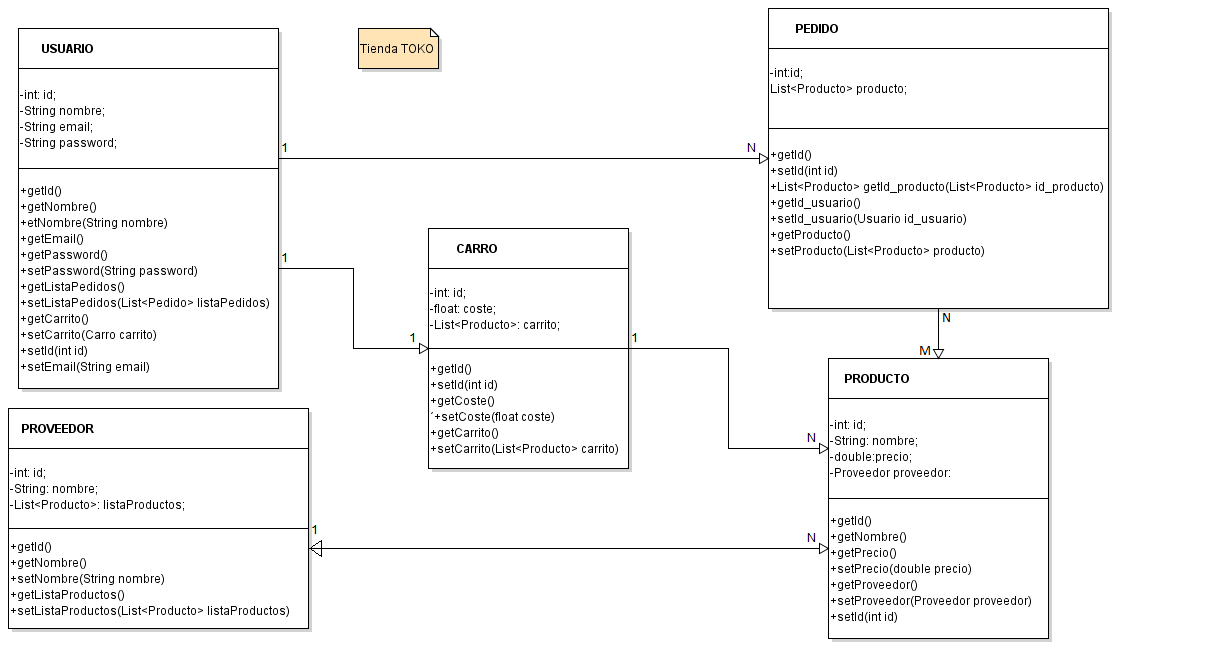 USUARIO
-int: id;
-String nombre;
-String email;
-String password;
+getId()
+getNombre()
+etNombre(String nombre)
+getEmail()
+getPassword()
+setPassword(String password)
+getListaPedidos()
+setListaPedidos(List<Pedido> listaPedidos)
+getCarrito()
+setCarrito(Carro carrito)
+setId(int id)
+setEmail(String email)
Tienda TOKO
PEDIDO
-int:id;
List<Producto> producto;
+getId()
+setId(int id)
+List<Producto> getId_producto(List<Producto> id_producto)
+getId_usuario()
+setId_usuario(Usuario id_usuario)
+getProducto()
+setProducto(List<Producto> producto)
1
N
1
1
CARRO
-int: id;
-float: coste;
-List<Producto>: carrito;
+getId()
+setId(int id)
+getCoste()
´+setCoste(float coste)
+getCarrito()
+setCarrito(List<Producto> carrito)
1
N
N
M
PRODUCTO
-int: id;
-String: nombre;
-double:precio;
-Proveedor proveedor:
+getId()
+getNombre()
+getPrecio()
+setPrecio(double precio)
+getProveedor()
+setProveedor(Proveedor proveedor)
+setId(int id)
PROVEEDOR
-int: id;
-String: nombre;
-List<Producto>: listaProductos;
+getId()
+getNombre()
+setNombre(String nombre)
+getListaProductos()
+setListaProductos(List<Producto> listaProductos)
1
N